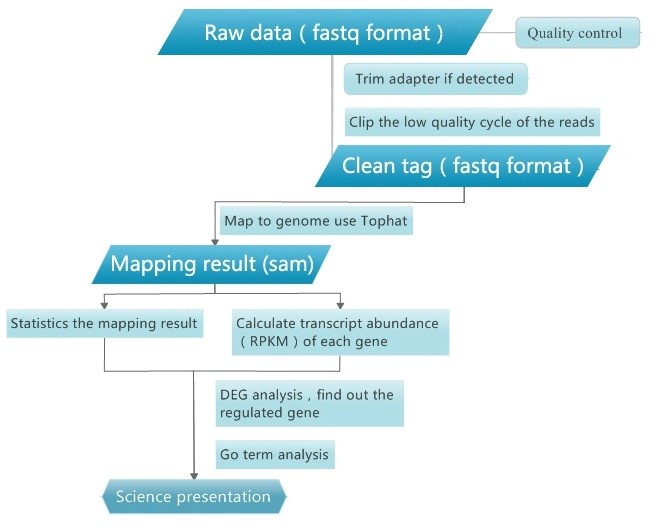 Raw data ( fastq format )
Quality control
Trim adapter if detected
Clip the low quality cycle of the reads
Clean tag ( fastq format )
Map to genome use Tophat
Mapping result (sam)
Statistics the mapping result
Calculate transcript abundance
( RPKM ) of each gene
DEG analysis , find out the
regulated gene
Go term analysis
Science presentation